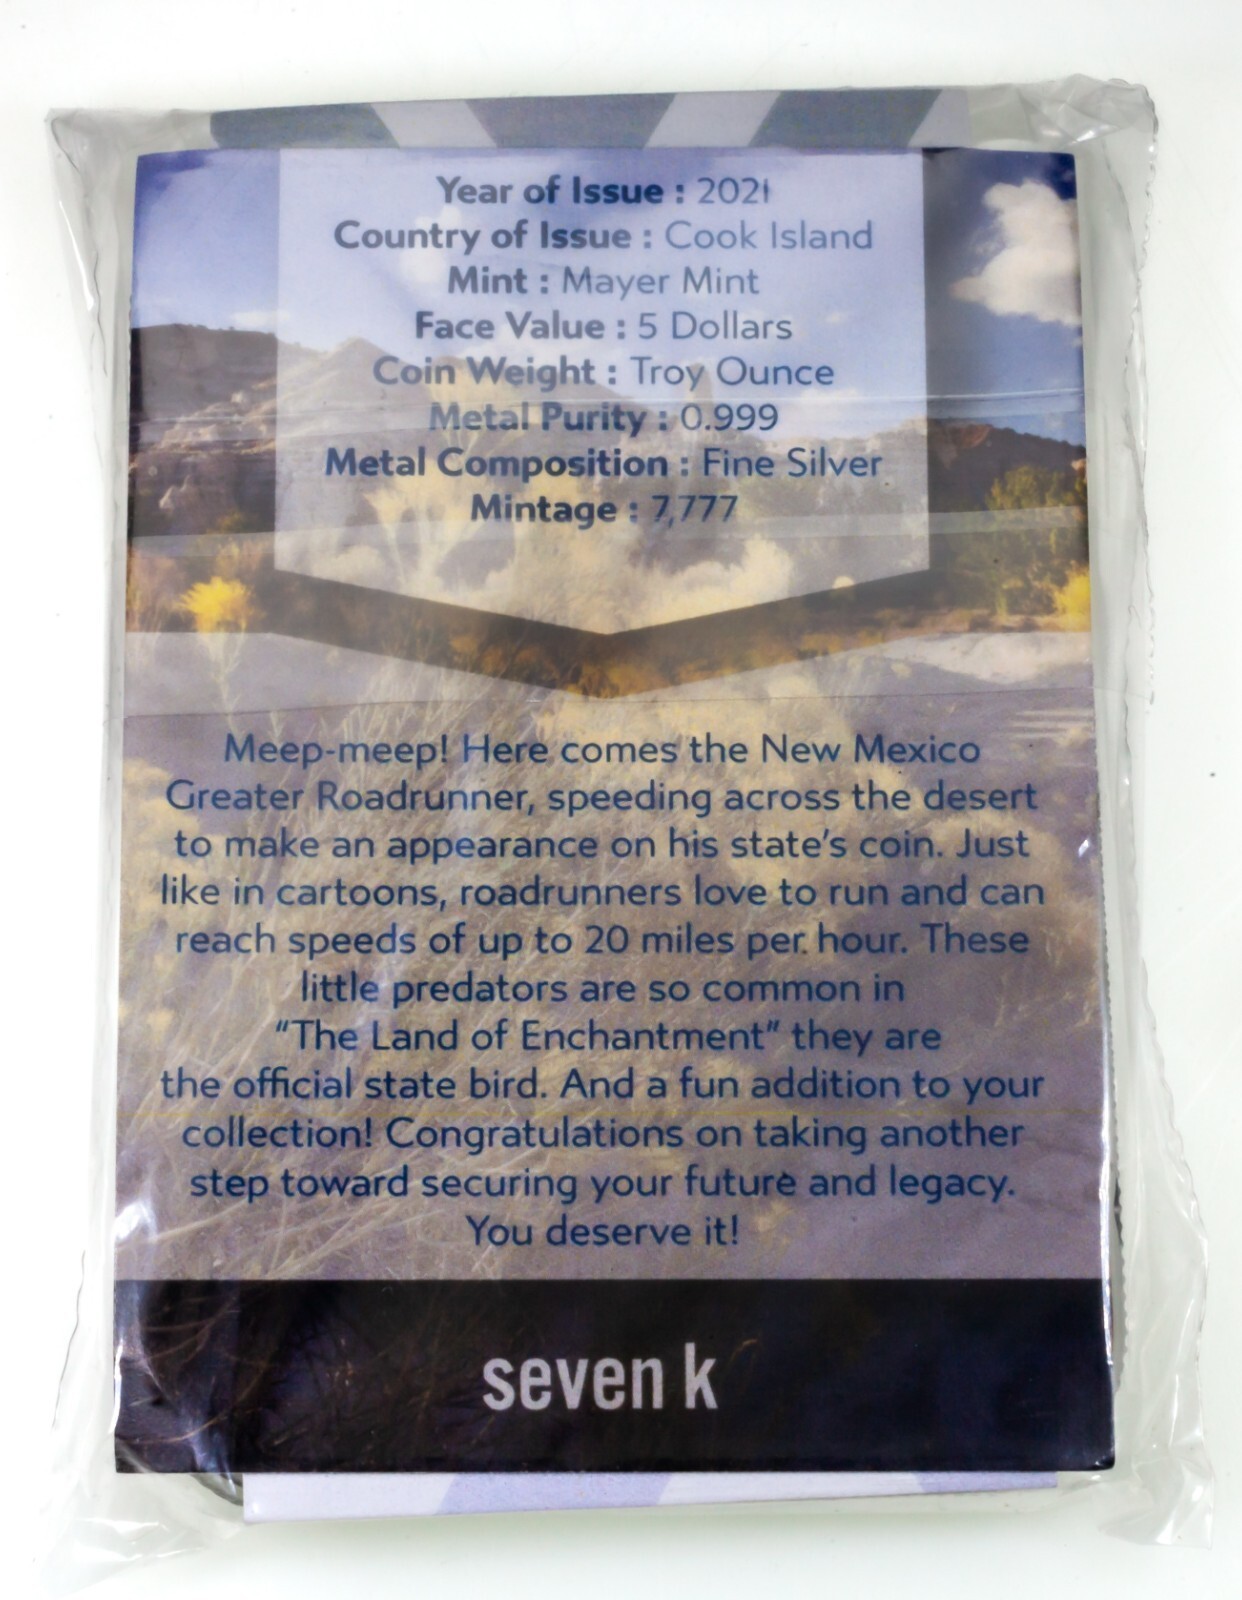 Year of Issue : 2021
Country of Issue : Cook Island
Mint : Mayer Mint
Face Value : 5 Dollars
Coin Weight : Troy Ounce
Metal Purity : 0.999
Metal Composition : Fine Silver
Mintage : 7,777
Meep-meep! Here comes the New Mexico
Greater Roadrunner, speeding across the desert
to make an appearance on his state's coin. Just
like in cartoons, roadrunners love to run and can
reach speeds of up to 20 miles per hour. These
little predators are so common in
“The Land of Enchantment” they are
the official state bird. And a fun addition to your
collection! Congratulations on taking another
step toward securing your future and legacy.
You deserve it!
seven k